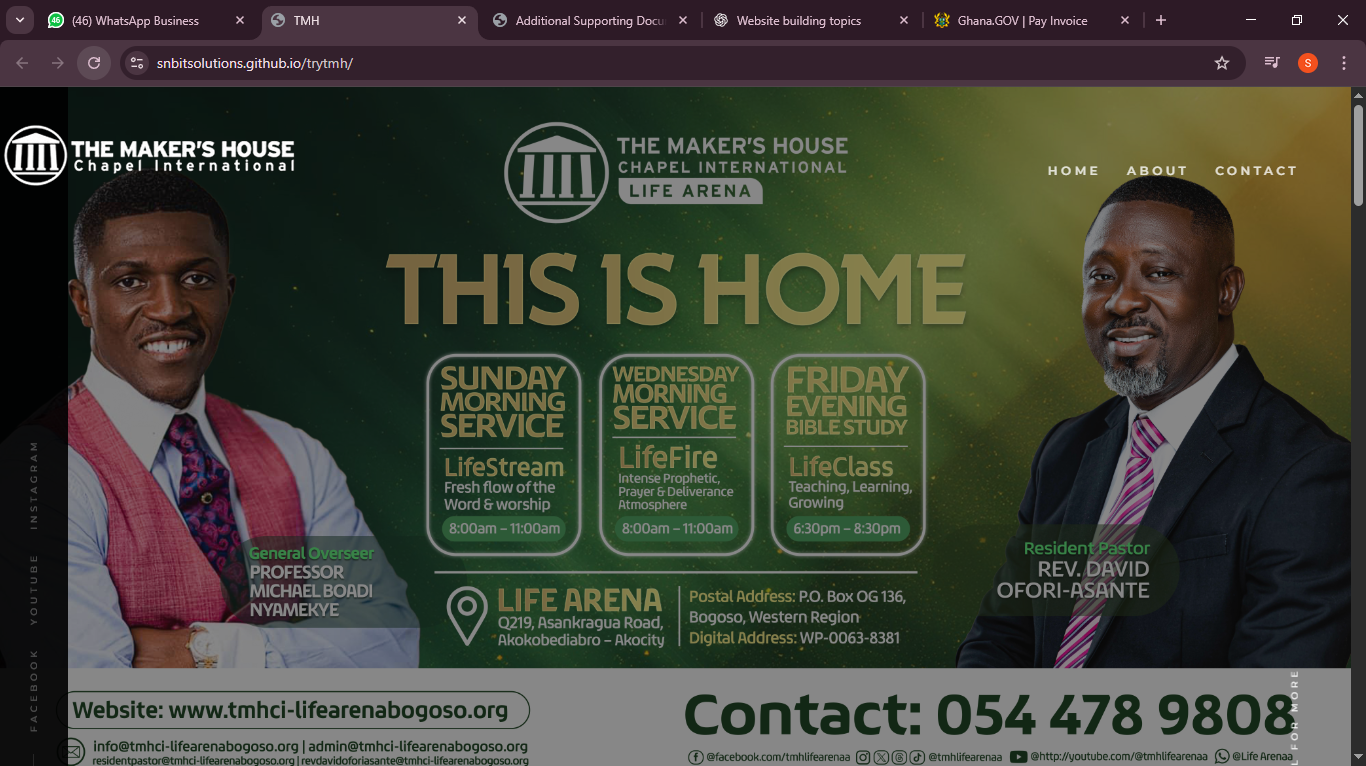 (46) WhatsApp Business
TMH
Additional Supporting Docu
Website building topics
Ghana.GOV | Pay Invoice
snbitsolutions.github.io/trytmh/
S
THE MAKER'S HOUSE
Chapel International
THE MAKER'S HOUSE
CHAPEL INTERNATIONAL
LIFE ARENA
HOME ABOUT CONTACT
THIS IS HOME
SUNDAY
MORNING
SERVICE
LifeStream
Fresh flow of the
Word & worship
8:00am – 11:00am
WEDNESDAY
MORNING
SERVICE
LifeFire
Intense Prophetic,
Prayer & Deliverance
Atmosphere
8:00am – 11:00am
FRIDAY
EVENING
BIBLE STUDY
LifeClass
Teaching, Learning,
Growing
6:30pm – 8:30pm
General Overseer
PROFESSOR
MICHAEL BOADI
NYAMEKYE
Resident Pastor
REV. DAVID
OFORI-ASANTE
LIFE ARENA
Q219, Asankragua Road,
Akokobediabro – Akocity
Postal Address: P.O. Box OG 136,
Bogoso, Western Region
Digital Address: WP-0063-8381
FACEBOOK YOUTUBE INSTAGRAM
L FOR MORE
Website: www.tmhci-lifearenabogoso.org
Contact: 054 478 9808
info@tmhci-lifearenabogoso.org | admin@tmhci-lifearenabogoso.org
residentpastor@tmhci-lifearenabogoso.org | revdavidoforiasante@tmhci-lifearenabogoso.org
@facebook.com/tmhlifearenaa @tmhlifearenaa @http://youtube.com/@tmhlifearenaa @Life Arenaa